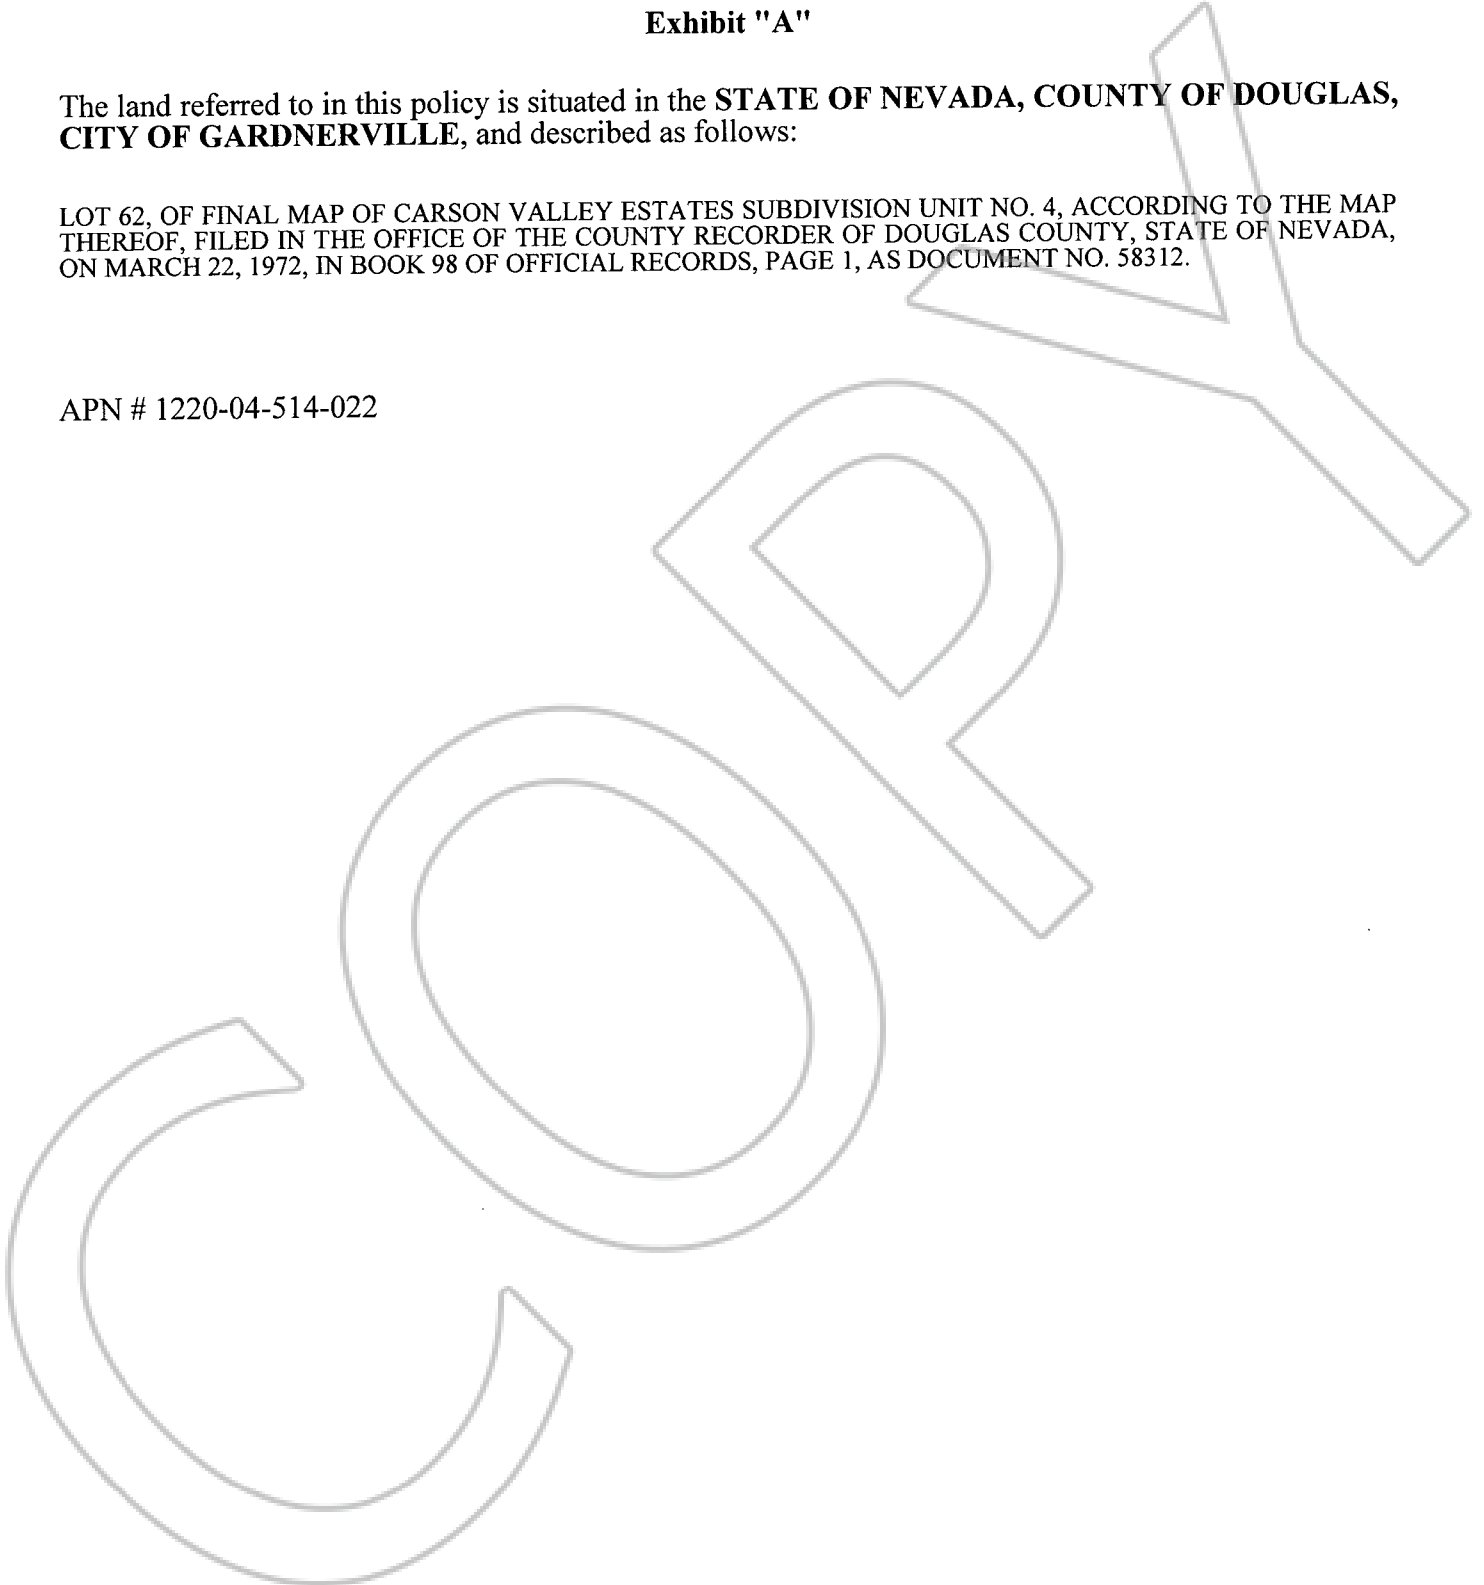 Exhibit "A"
The land referred to in this policy is situated in the STATE OF NEVADA, COUNTY OF DOUGLAS,
CITY OF GARDNERVILLE, and described as follows:
LOT 62, OF FINAL MAP OF CARSON VALLEY ESTATES SUBDIVISION UNIT NO. 4, ACCORDING TO THE MAP
THEREOF, FILED IN THE OFFICE OF THE COUNTY RECORDER OF DOUGLAS COUNTY, STATE OF NEVADA,
ON MARCH 22, 1972, IN BOOK 98 OF OFFICIAL RECORDS, PAGE 1, AS DOCUMENT NO. 58312.
APN # 1220-04-514-022
COPY